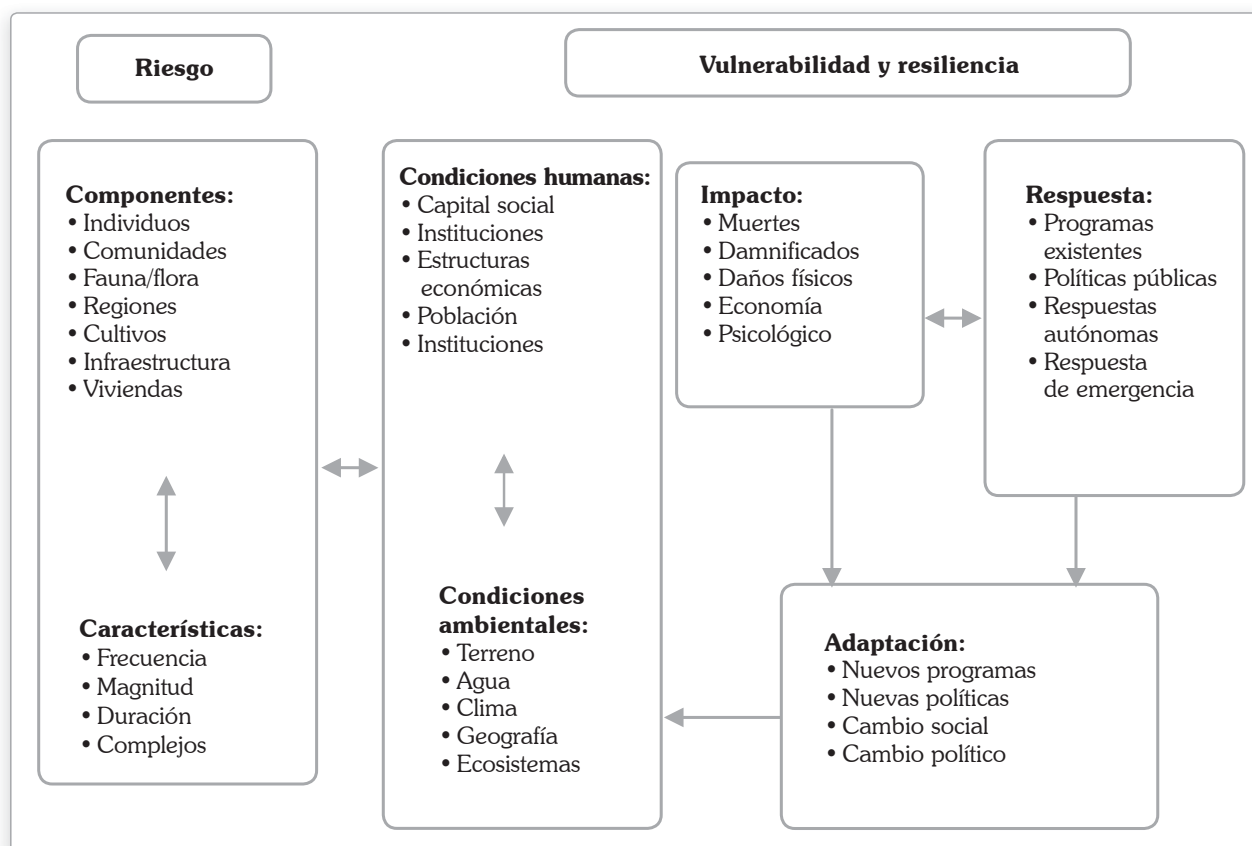 Riesgo
Vulnerabilidad y resiliencia
Componentes:
• Individuos
• Comunidades
• Fauna/flora
• Regiones
• Cultivos
• Infraestructura
• Viviendas
Características:
• Frecuencia
• Magnitud
• Duración
• Complejos
Condiciones humanas:
• Capital social
• Instituciones
• Estructuras
económicas
• Población
• Instituciones
Condiciones
ambientales:
• Terreno
• Agua
• Clima
• Geografía
• Ecosistemas
Impacto:
• Muertes
• Damnificados
• Daños físicos
• Economía
• Psicológico
Respuesta:
• Programas
existentes
• Políticas públicas
• Respuestas
autónomas
• Respuesta
de emergencia
Adaptación:
• Nuevos programas
• Nuevas políticas
• Cambio social
• Cambio político